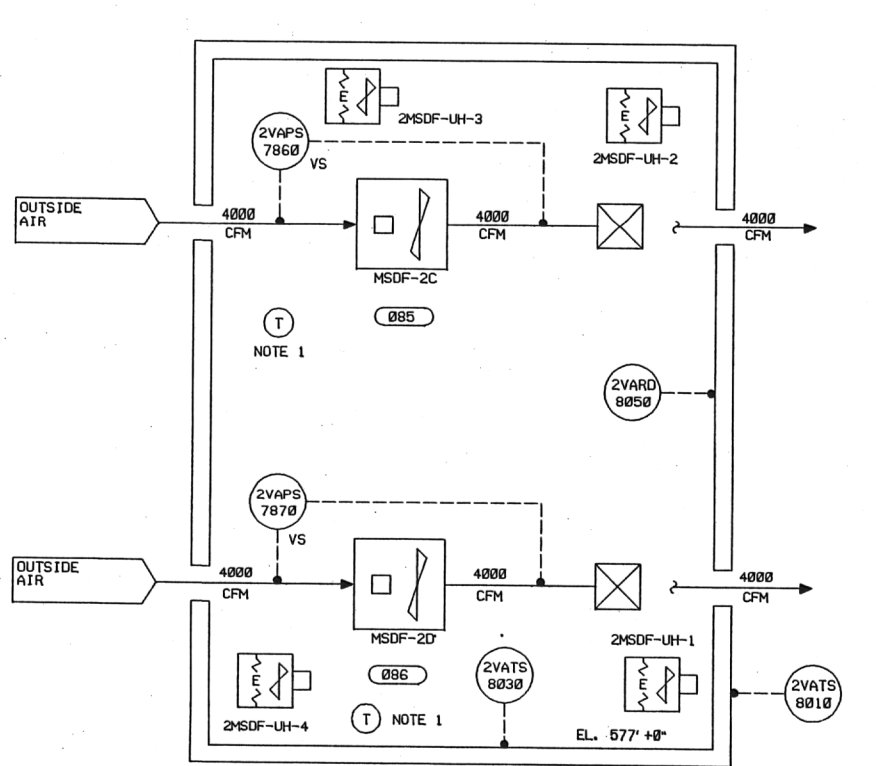 E
2MSDF-UH-3
E
2MSDF-UH-2
2VAPS
7860
VS
OUTSIDE
AIR
4000
CFM
4000
CFM
4000
CFM
MSDF-2C
Ø85
T
NOTE 1
2VARD
8050
2VAPS
7870
VS
OUTSIDE
AIR
4000
CFM
4000
CFM
4000
CFM
MSDF-2D
2MSDF-UH-1
E
2MSDF-UH-4
Ø86
2VATS
8030
E
2VATS
8010
T NOTE 1
EL. 577' +0"